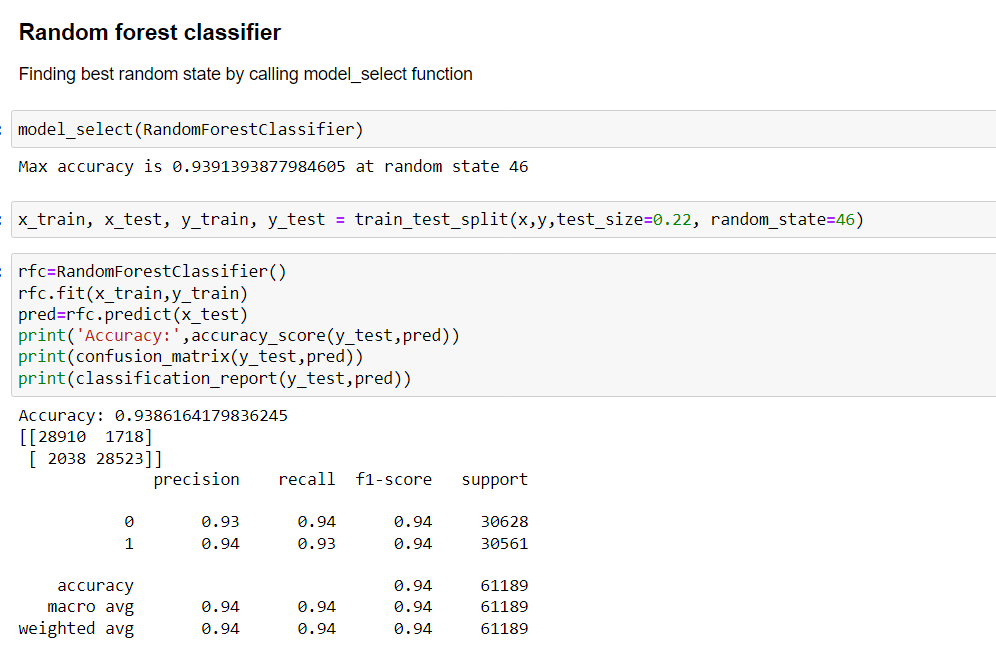 Random forest classifier
Finding best random state by calling model_select function
model_select(RandomForestClassifier)
Max accuracy is 0.9391393877984605 at random state 46
x_train, x_test, y_train, y_test = train_test_split(x,y,test_size=0.22, random_state=46)
rfc=RandomForestClassifier()
rfc.fit(x_train,y_train)
pred=rfc.predict(x_test)
print('Accuracy:',accuracy_score(y_test,pred))
print(confusion_matrix(y_test,pred))
print(classification_report(y_test,pred))
Accuracy: 0.9386164179836245
[[28910  1718]
 [ 2038 28523]]
              precision    recall  f1-score   support
           0       0.93      0.94      0.94     30628
           1       0.94      0.93      0.94     30561
    accuracy                           0.94     61189
   macro avg       0.94      0.94      0.94     61189
weighted avg       0.94      0.94      0.94     61189